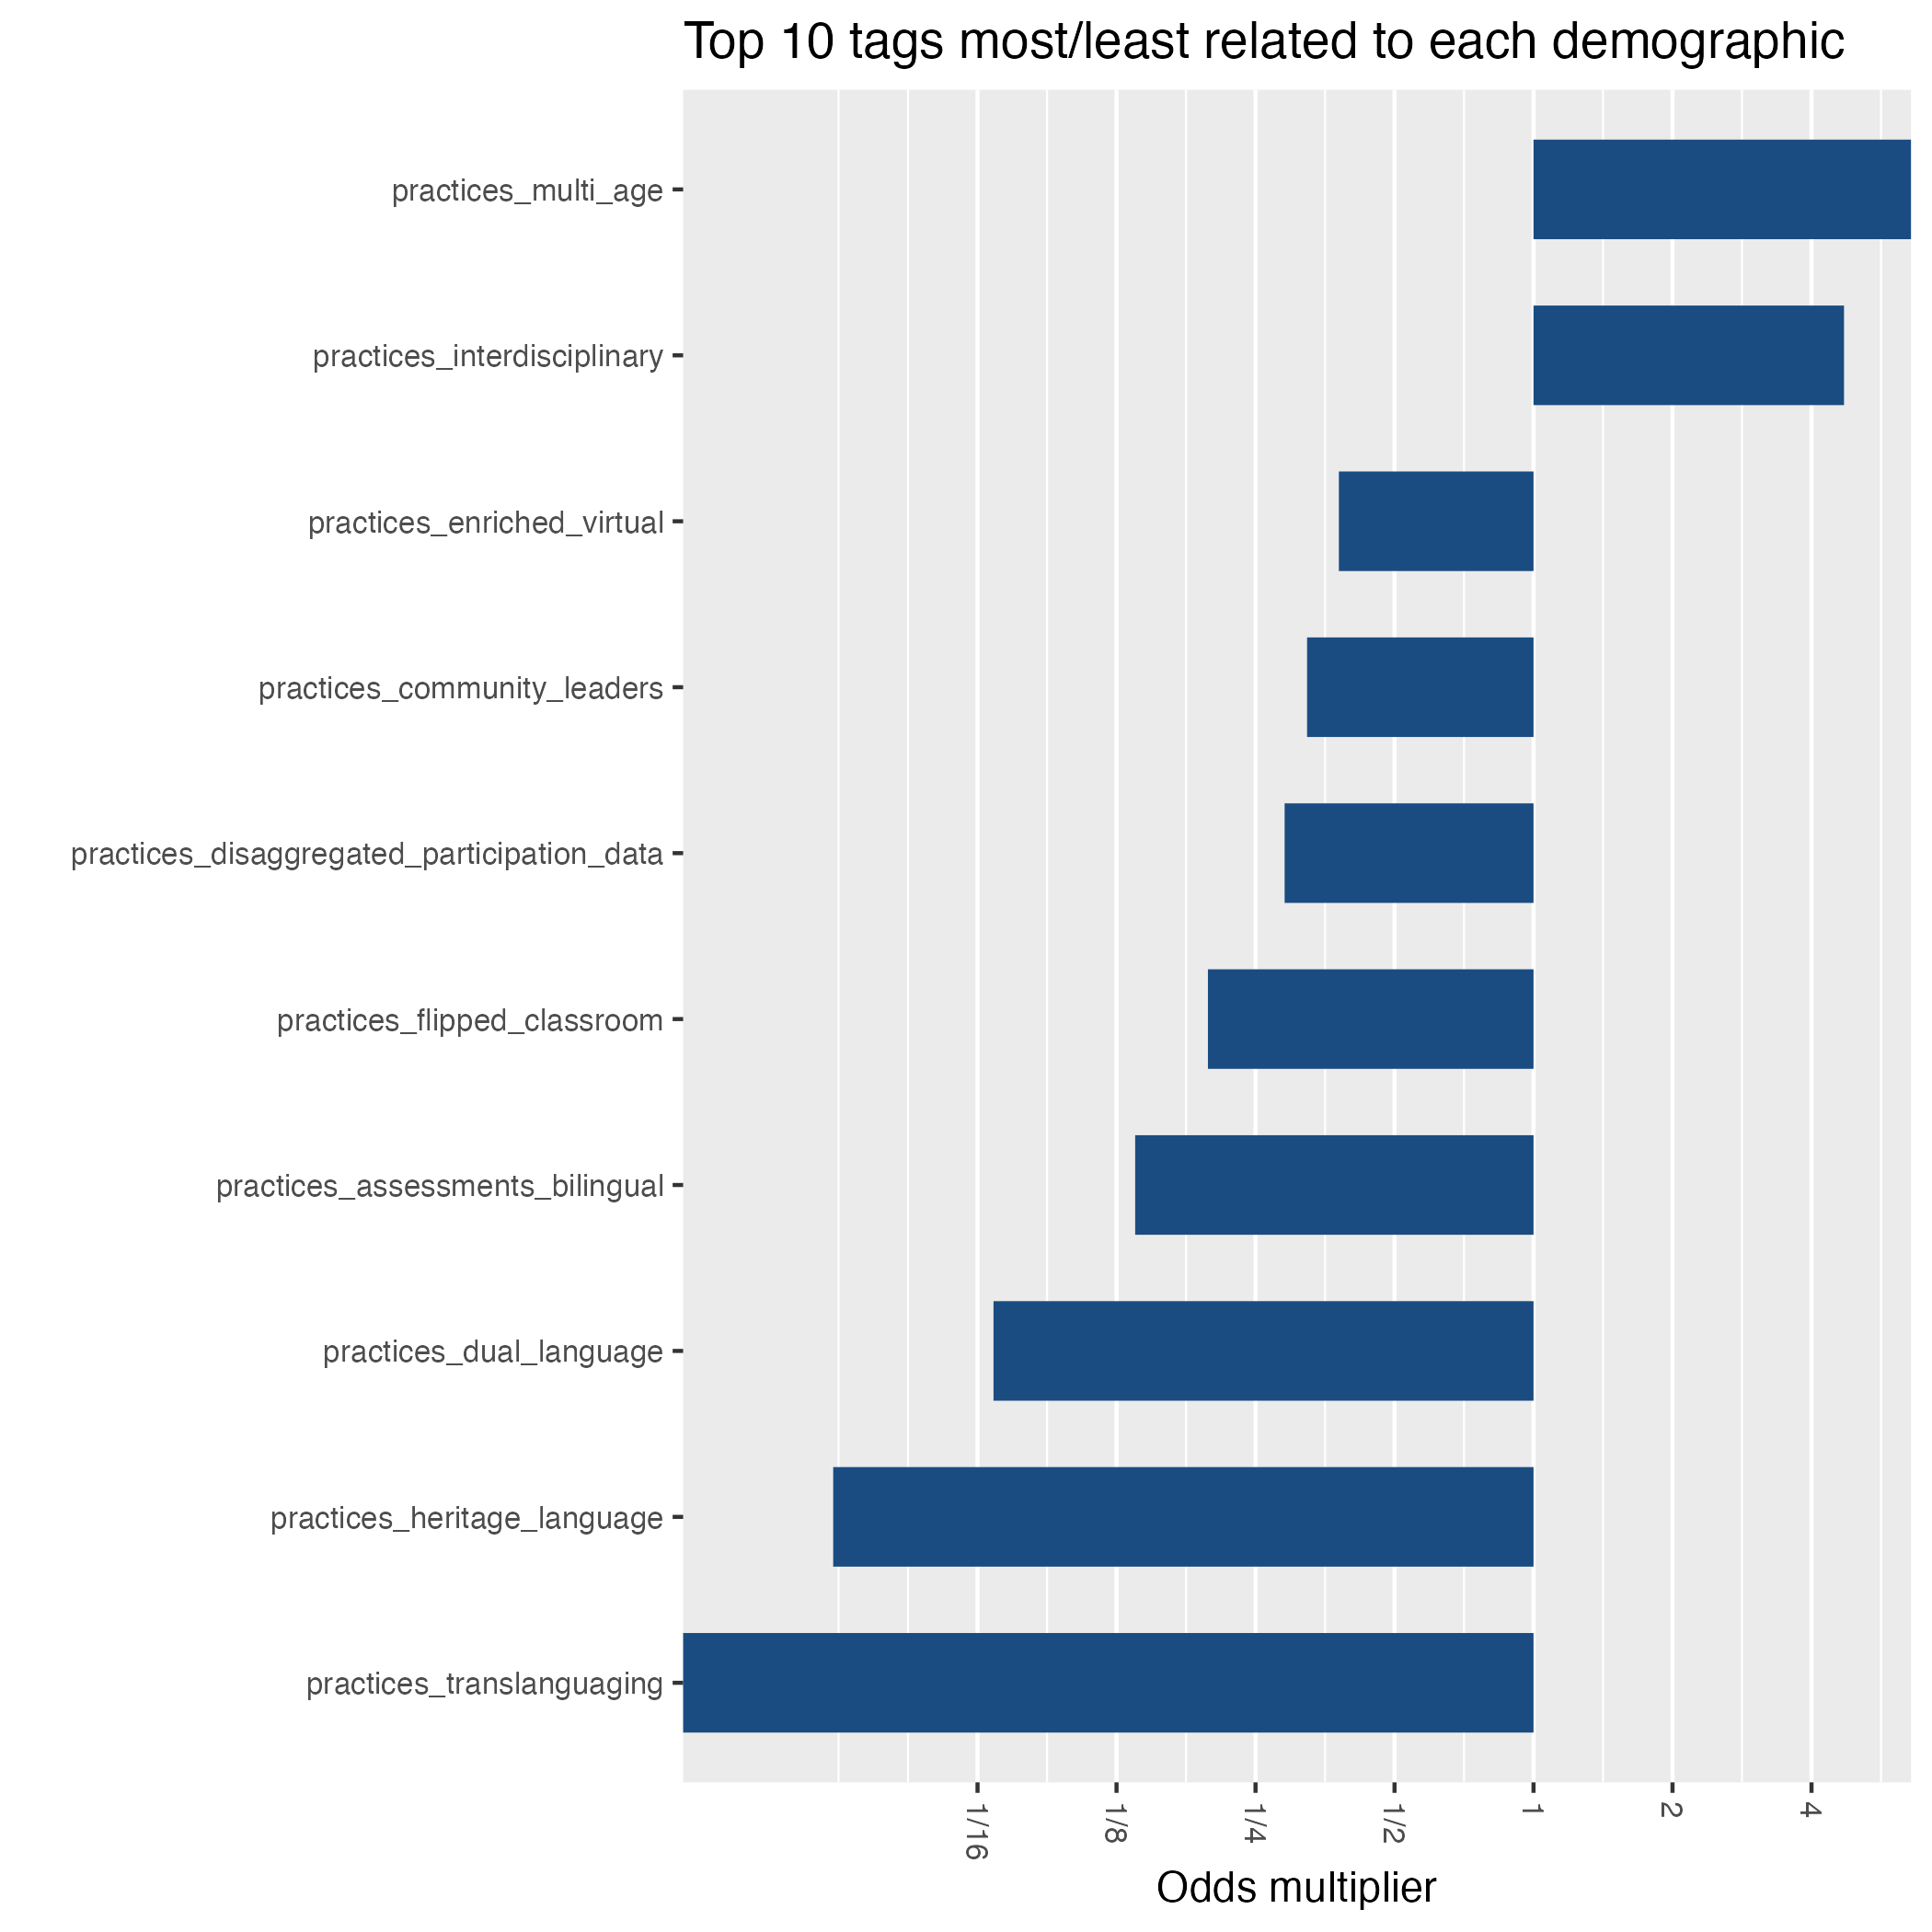 Top 10 tags most/least related to each demographic
practices_multi_age
practices_interdisciplinary
practices_enriched_virtual
practices_community_leaders
practices_disaggregated_participation_data
practices_flipped_classroom
practices_assessments_bilingual
practices_dual_language
practices_heritage_language
practices_translanguaging
1/16
1/8
1/4
1/2
1
2
4
Odds multiplier